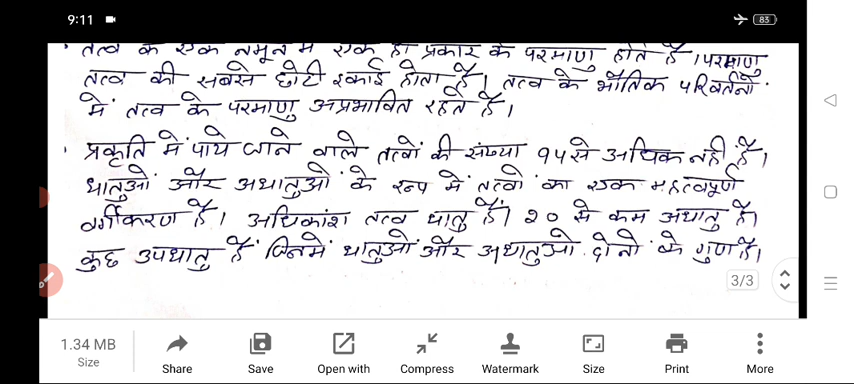 9:11
83
तत्व के एक नमूने में एक ही प्रकार के परमाणु होते हैं । परमाणु
तत्व की सबसे छोटी इकाई होता है। तत्व के भौतिक परिवर्तनों
में तत्व के परमाणु अप्रभावित रहते हैं।
प्रकृति में पाये जाने वाले तत्वों की संख्या ९५ से अधिक नही है।
धातुओं और अधातुओं के रूप में तत्वों का एक महत्वपूर्ण
वर्गीकरण है। अधिकांश तत्व धातु हैं। २० से कम अधातु है।
कुछ उपधातु हैं जिनमें धातुओं और अधातुओ दोनो के गुण है।
3/3
1.34 MB
Size
Share
Save
Open with
Compress
Watermark
Size
Print
More